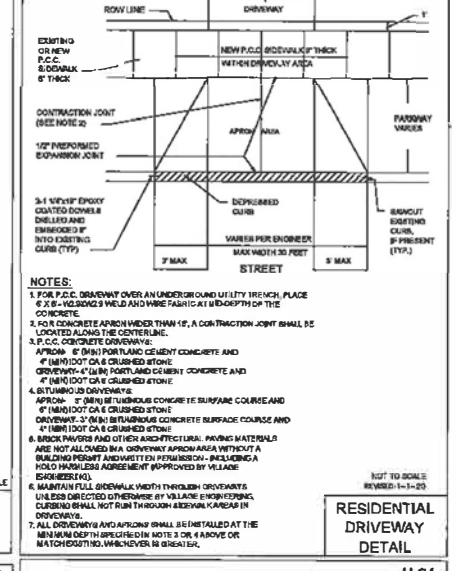 ROW LINE
DRIVEWAY
1'
EXISTING
OR NEW
P.C.C.
SIDEWALK
6" THICK
NEW P.C.C. SIDEWALK THICK
WITHIN DRIVEWAY AREA
CONTRACTION JOINT
(SEE NOTE 2)
APRON AREA
PARKWAY
VARIES
1/2" PREFORMED
EXPANSION JOINT
EPOXY
COATED DOWELS
DRILLED AND
EMBEDDED
INTO EXISTING
CURB (TYP)
DEPRESSED
CURB
SAWCUT
EXISTING
CURB,
IF PRESENT
(TYP.)
VARIES PER ENGINEER
MAX WIDTH 30 FEET
3' MAX
3' MAX
STREET
NOTES:
1. FOR P.C.C. DRIVEWAY OVER AN UNDERGROUND UTILITY TRENCH, PLACE
6" X 6" - WELD AND WIRE FABRIC AT MID-DEPTH OF THE
CONCRETE.
2. FOR CONCRETE APRON WIDER THAN A CONTRACTION JOINT SHALL BE
LOCATED ALONG THE CENTERLINE.
3. P.C.C. CONCRETE DRIVEWAYS:
APRON- 6" (MIN) PORTLAND CEMENT CONCRETE AND
4" (MIN) IDOT CA 6 CRUSHED STONE
DRIVEWAY- (MIN) PORTLAND CEMENT CONCRETE AND
4" (MIN) IDOT CA 6 CRUSHED STONE
4. BITUMINOUS DRIVEWAYS:
APRON- (MIN) BITUMINOUS CONCRETE SURFACE COURSE AND
(MIN) IDOT CA 6 CRUSHED STONE
DRIVEWAY- 3" (MIN) BITUMINOUS CONCRETE SURFACE COURSE AND
(MIN) IDOT CA 6 CRUSHED STONE
5. BRICK PAVERS AND OTHER ARCHITECTURAL PAVING MATERIALS
ARE NOT ALLOWED IN A DRIVEWAY APRON AREA WITHOUT A
BUILDING PERMIT AND WRITTEN PERMISSION - INCLUDING A
HOLD HARMLESS AGREEMENT (APPROVED BY VILLAGE
ENGINEERING).
6. MAINTAIN FULL SIDEWALK WIDTH THROUGH DRIVEWAYS
UNLESS DIRECTED OTHERWISE BY VILLAGE ENGINEERING.
CURBING SHALL NOT RUN THROUGH SIDEWALK AREAS IN
DRIVEWAYS.
7. ALL DRIVEWAYS AND APRONS SHALL BE INSTALLED AT THE
MINIMUM DEPTH SPECIFIED IN NOTE 3 OR 4 ABOVE OR
MATCH EXISTING. WHICHEVER IS GREATER.
NOT TO SCALE
REVISED 1-1-20
RESIDENTIAL
DRIVEWAY
DETAIL